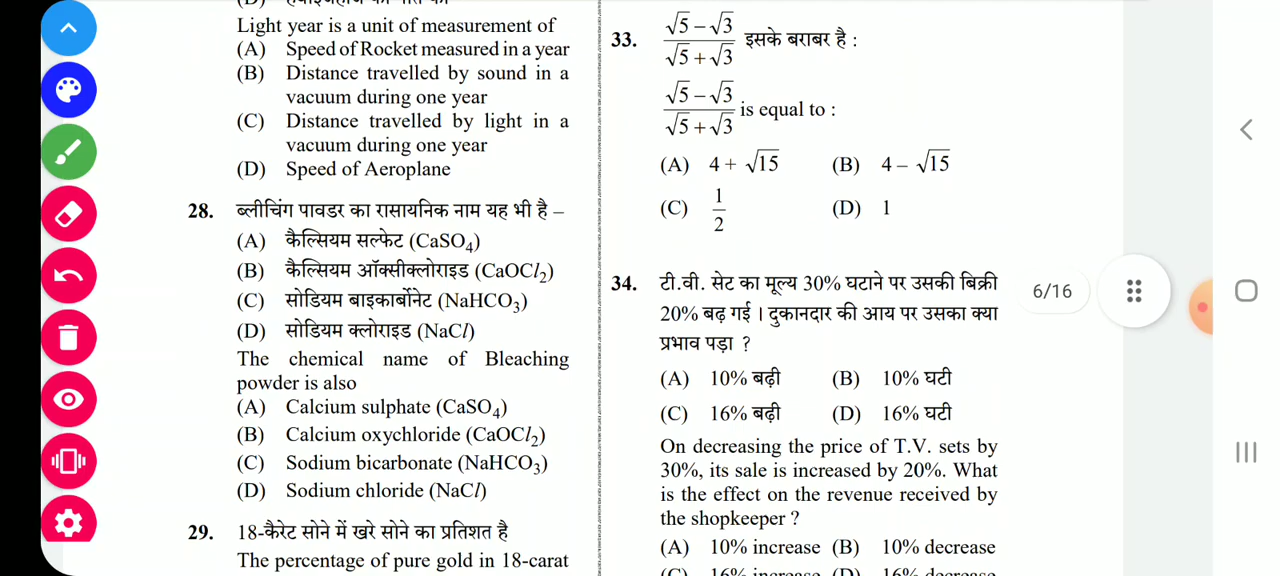 Light year is a unit of measurement of
(A) Speed of Rocket measured in a year
(B) Distance travelled by sound in a
vacuum during one year
(C) Distance travelled by light in a
vacuum during one year
(D) Speed of Aeroplane
28. ब्लीचिंग पावडर का रासायनिक नाम यह भी है –
(A) कैल्सियम सल्फेट (CaSO₄)
(B) कैल्सियम ऑक्सीक्लोराइड (CaOCl₂)
(C) सोडियम बाइकार्बोनेट (NaHCO₃)
(D) सोडियम क्लोराइड (NaCl)
The chemical name of Bleaching
powder is also
(A) Calcium sulphate (CaSO₄)
(B) Calcium oxychloride (CaOCl₂)
(C) Sodium bicarbonate (NaHCO₃)
(D) Sodium chloride (NaCl)
29. 18-कैरेट सोने में खरे सोने का प्रतिशत है
The percentage of pure gold in 18-carat
33. (√5 – √3)/(√5 + √3) इसके बराबर है :
(√5 – √3)/(√5 + √3) is equal to :
(A) 4 + √15 (B) 4 – √15
(C) 1/2 (D) 1
34. टी.वी. सेट का मूल्य 30% घटाने पर उसकी बिक्री
20% बढ़ गई । दुकानदार की आय पर उसका क्या
प्रभाव पड़ा ?
(A) 10% बढ़ी (B) 10% घटी
(C) 16% बढ़ी (D) 16% घटी
On decreasing the price of T.V. sets by
30%, its sale is increased by 20%. What
is the effect on the revenue received by
the shopkeeper ?
(A) 10% increase (B) 10% decrease
(C) 16% increase (D) 16% decrease
6/16